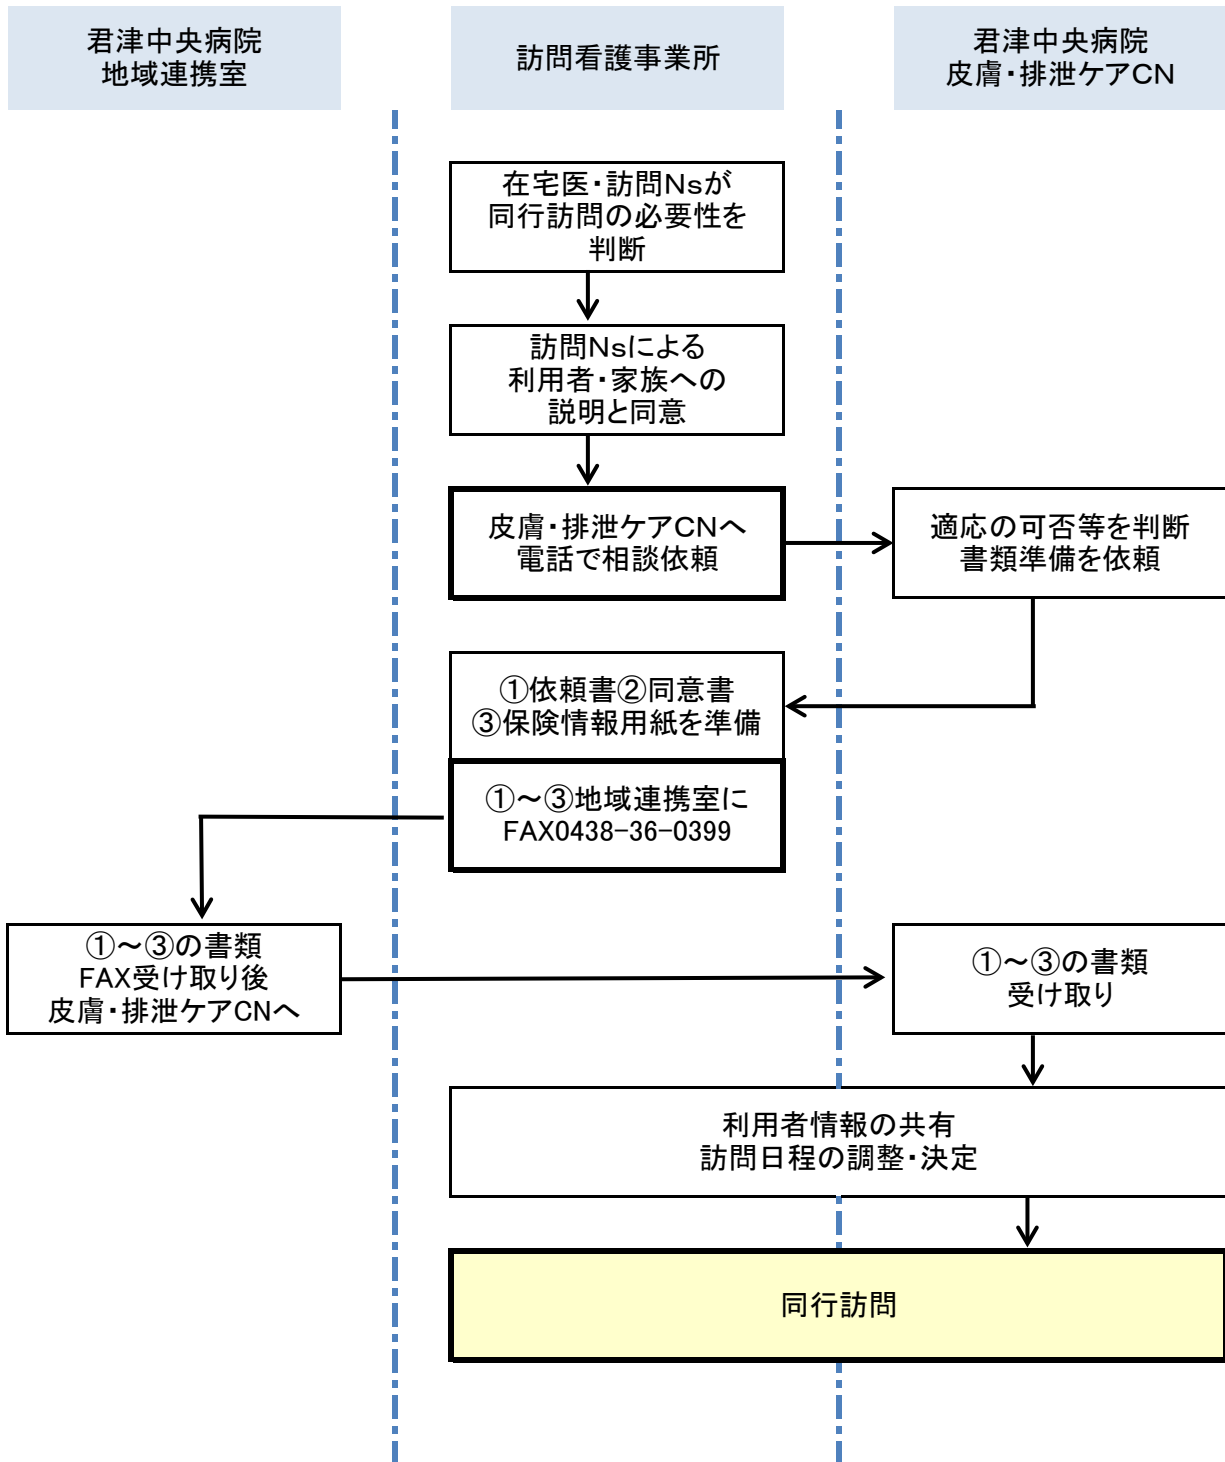 君津中央病院
地域連携室
訪問看護事業所
君津中央病院
皮膚・排泄ケアCN
在宅医・訪問Nsが
同行訪問の必要性を
判断
訪問Nsによる
利用者・家族への
説明と同意
皮膚・排泄ケアCNへ
電話で相談依頼
適応の可否等を判断
書類準備を依頼
①依頼書②同意書
③保険情報用紙を準備
①～③地域連携室に
FAX0438-36-0399
①～③の書類
FAX受け取り後
皮膚・排泄ケアCNへ
①～③の書類
受け取り
利用者情報の共有
訪問日程の調整・決定
同行訪問